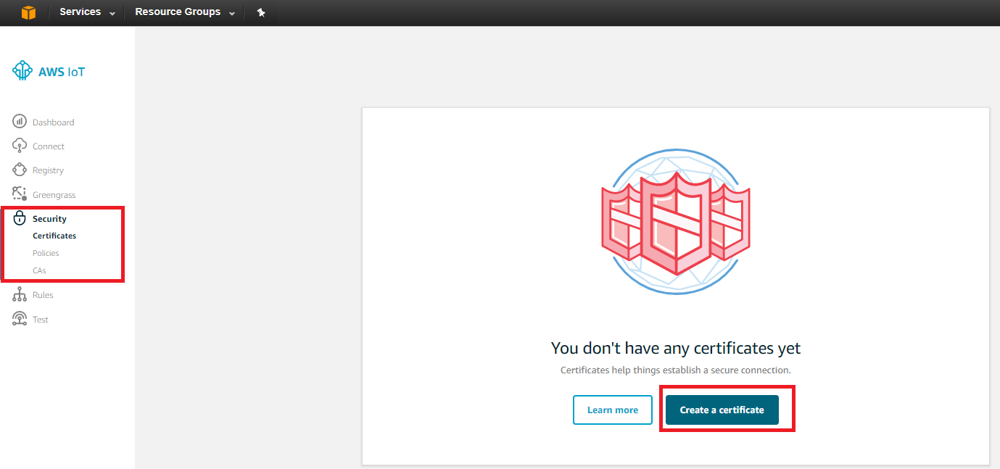 Services Resource Groups
AWS IoT
Dashboard
Connect
Registry
Greengrass
Security
Certificates
Policies
CAs
Rules
Test
You don't have any certificates yet
Certificates help things establish a secure connection.
Learn more Create a certificate